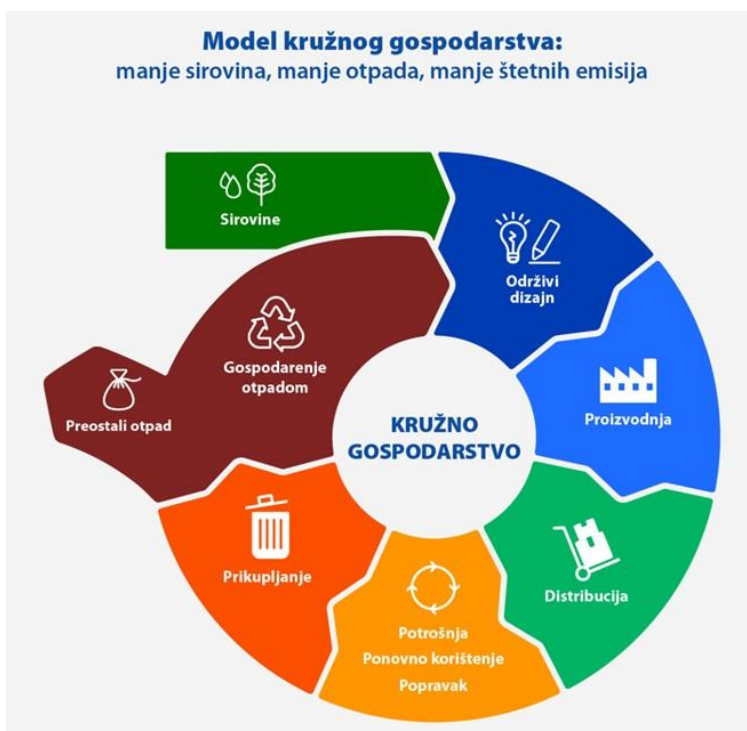 Model kružnog gospodarstva:
manje sirovina, manje otpada, manje štetnih emisija
Sirovine
Održivi
dizajn
Proizvodnja
Distribucija
Potrošnja
Ponovno korištenje
Popravak
Prikupljanje
Gospodarenje
otpadom
Preostali otpad
KRUŽNO
GOSPODARSTVO